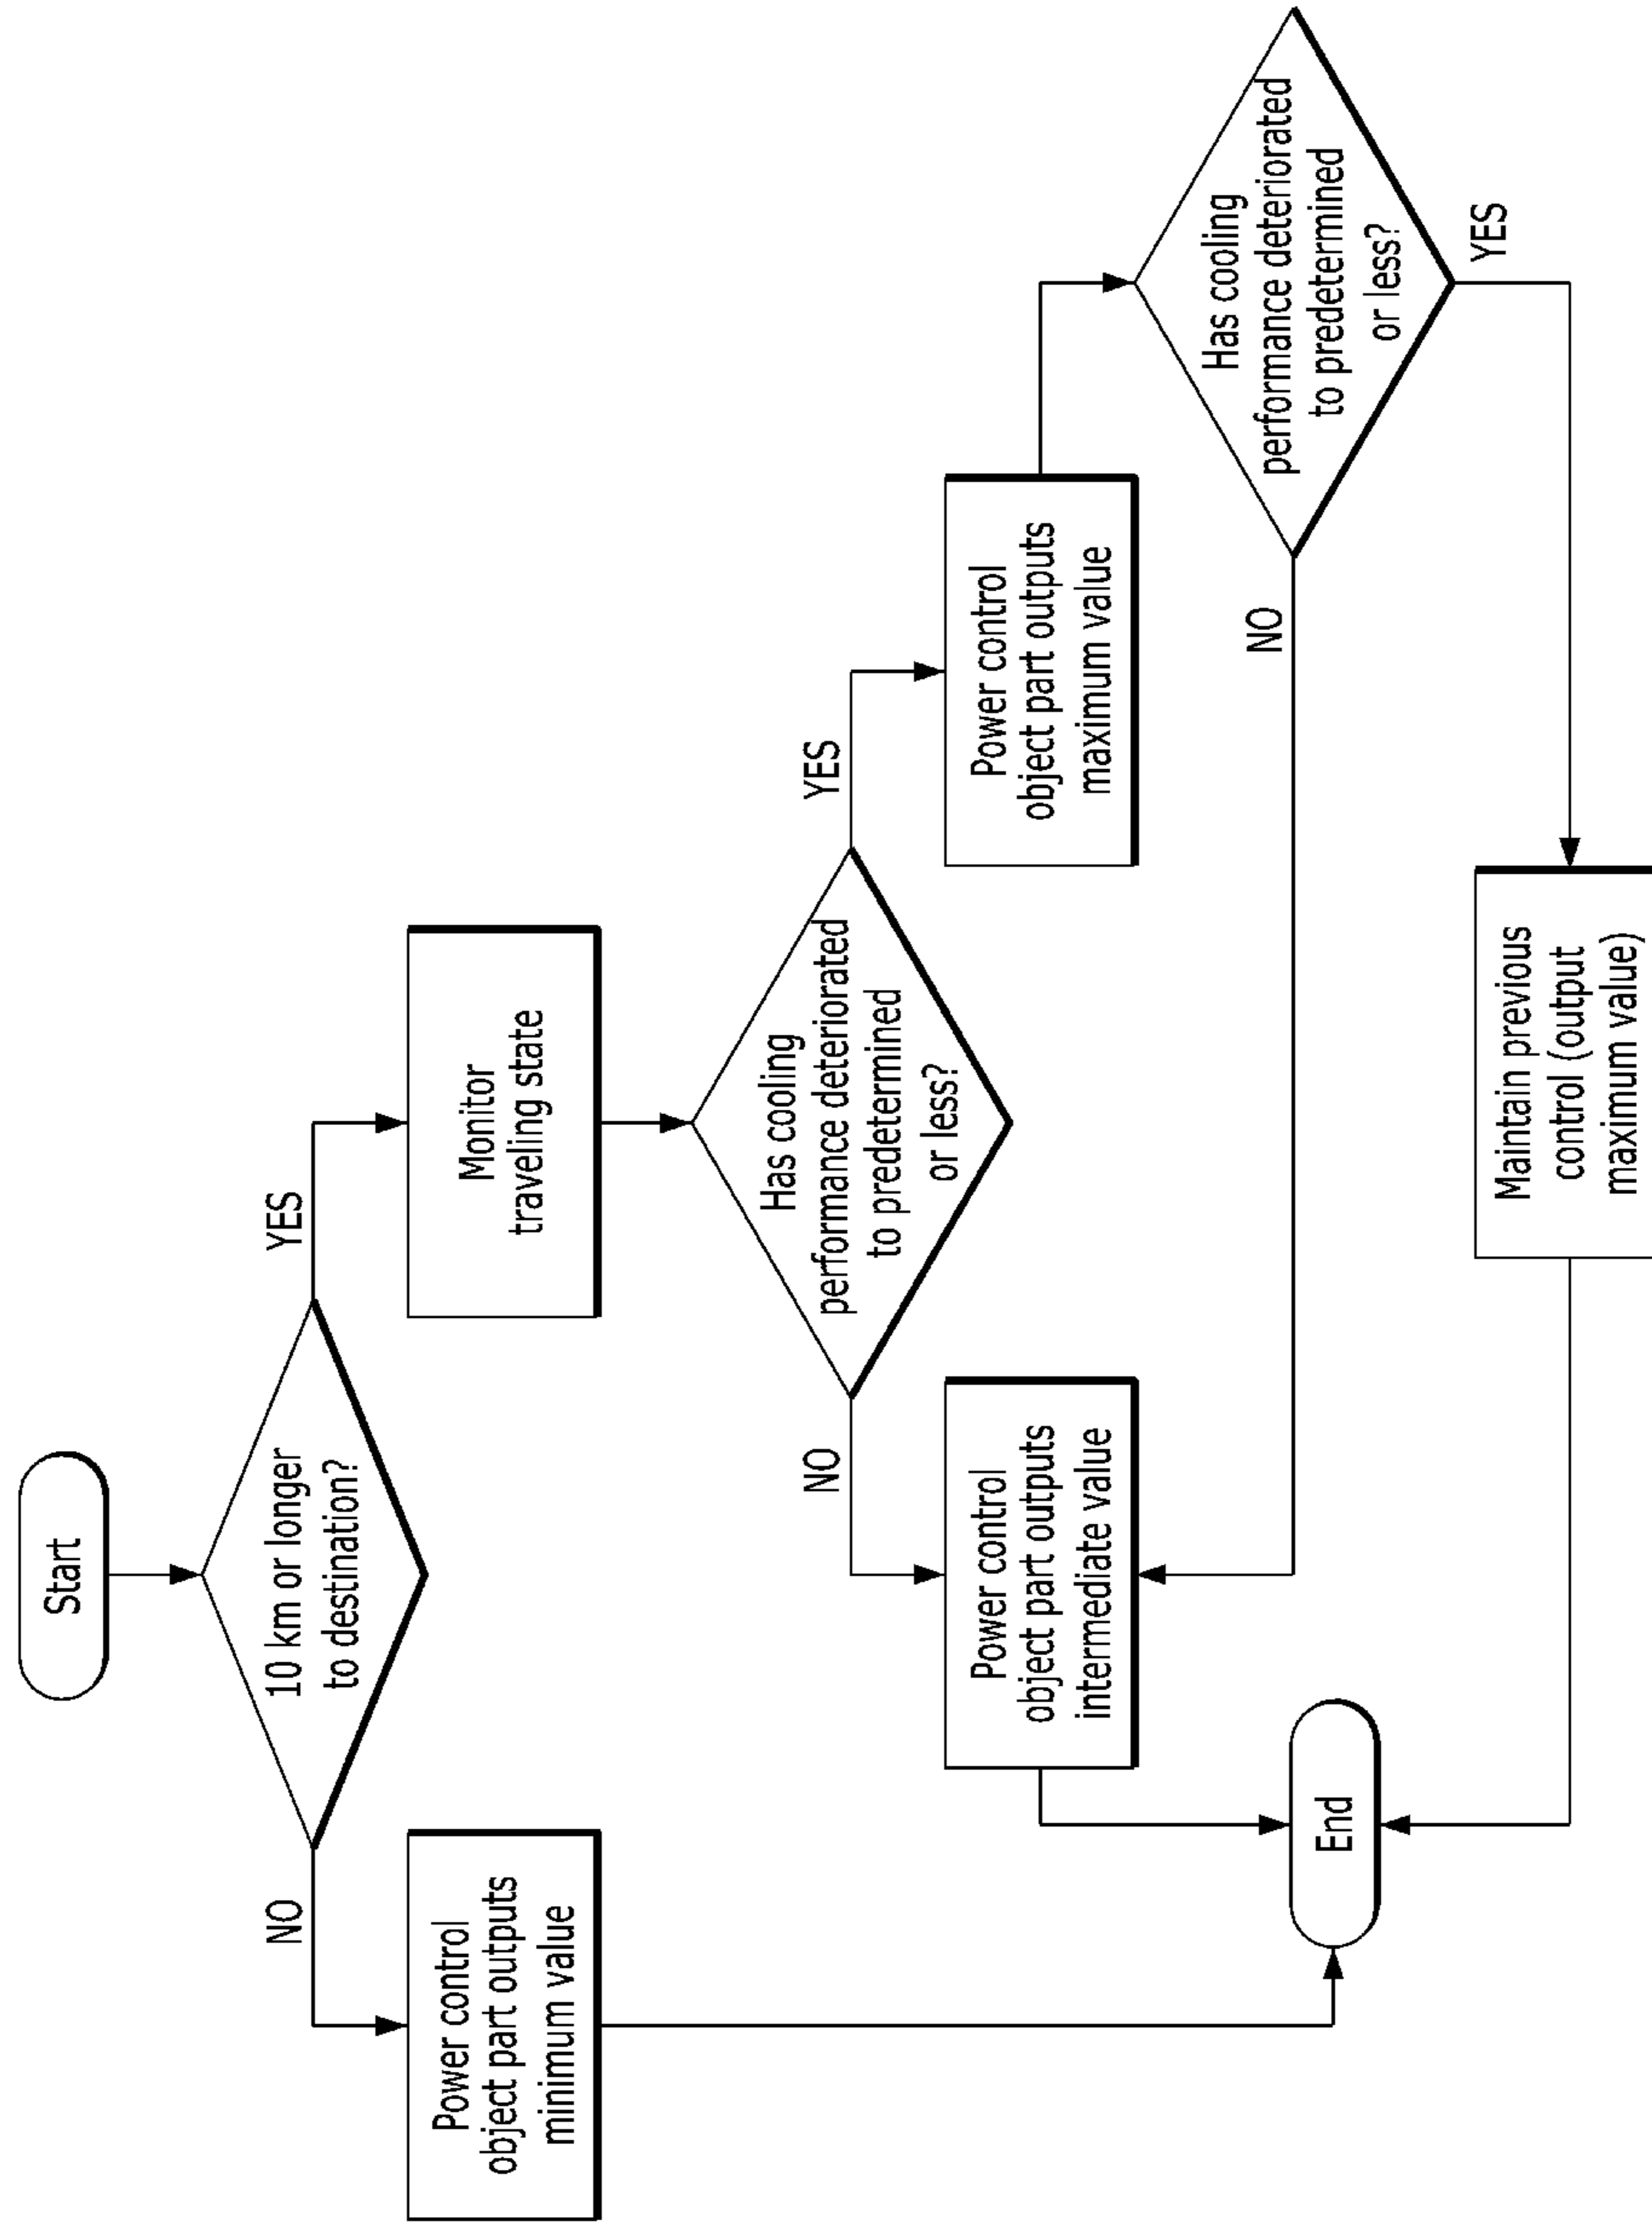 Start
10 km or longer
to destination?
NO
YES
Power control
object part outputs
minimum value
Monitor
traveling state
Has cooling
performance deteriorated
to predetermined
or less?
NO
YES
Power control
object part outputs
intermediate value
Power control
object part outputs
maximum value
Has cooling
performance deteriorated
to predetermined
or less?
NO
YES
End
Maintain previous
control (output
maximum value)